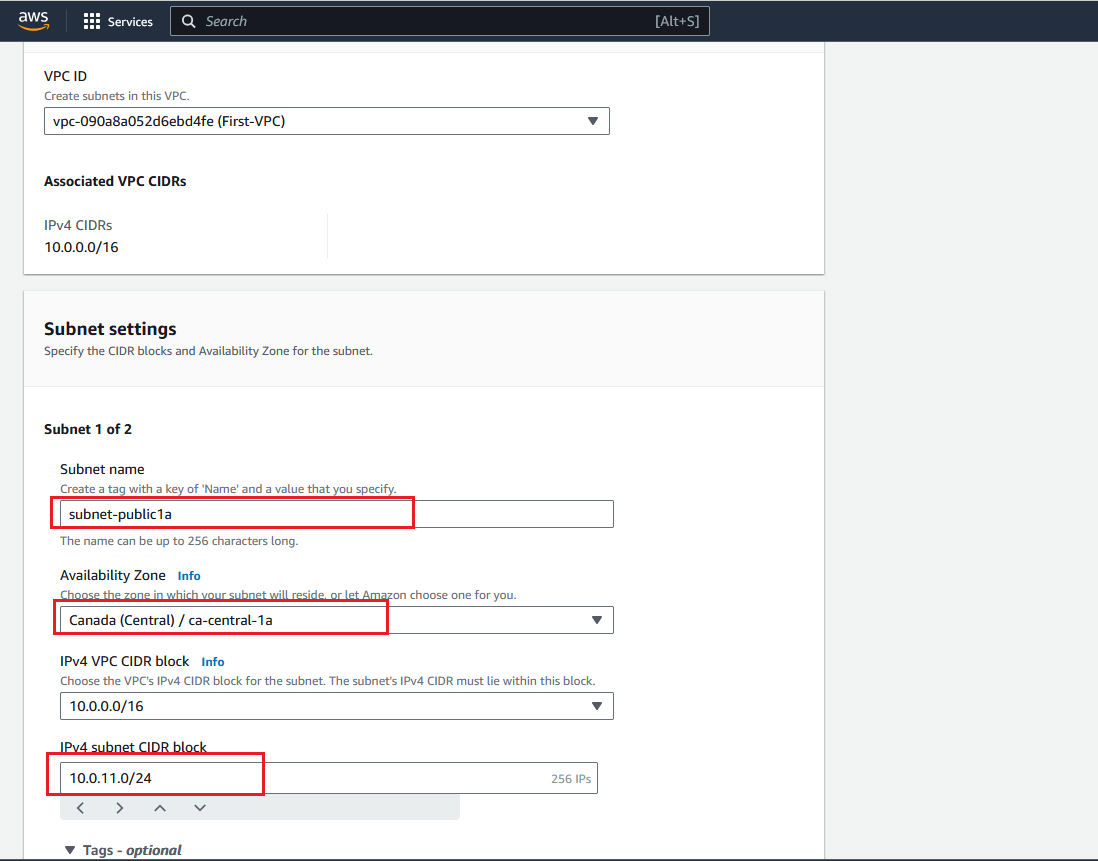 aws Services Search [Alt+S]
VPC ID
Create subnets in this VPC.
vpc-090a8a052d6ebd4fe (First-VPC)
Associated VPC CIDRs
IPv4 CIDRs
10.0.0.0/16
Subnet settings
Specify the CIDR blocks and Availability Zone for the subnet.
Subnet 1 of 2
Subnet name
Create a tag with a key of 'Name' and a value that you specify.
subnet-public1a
The name can be up to 256 characters long.
Availability Zone Info
Choose the zone in which your subnet will reside, or let Amazon choose one for you.
Canada (Central) / ca-central-1a
IPv4 VPC CIDR block Info
Choose the VPC's IPv4 CIDR block for the subnet. The subnet's IPv4 CIDR must lie within this block.
10.0.0.0/16
IPv4 subnet CIDR block
10.0.11.0/24 256 IPs
Tags - optional